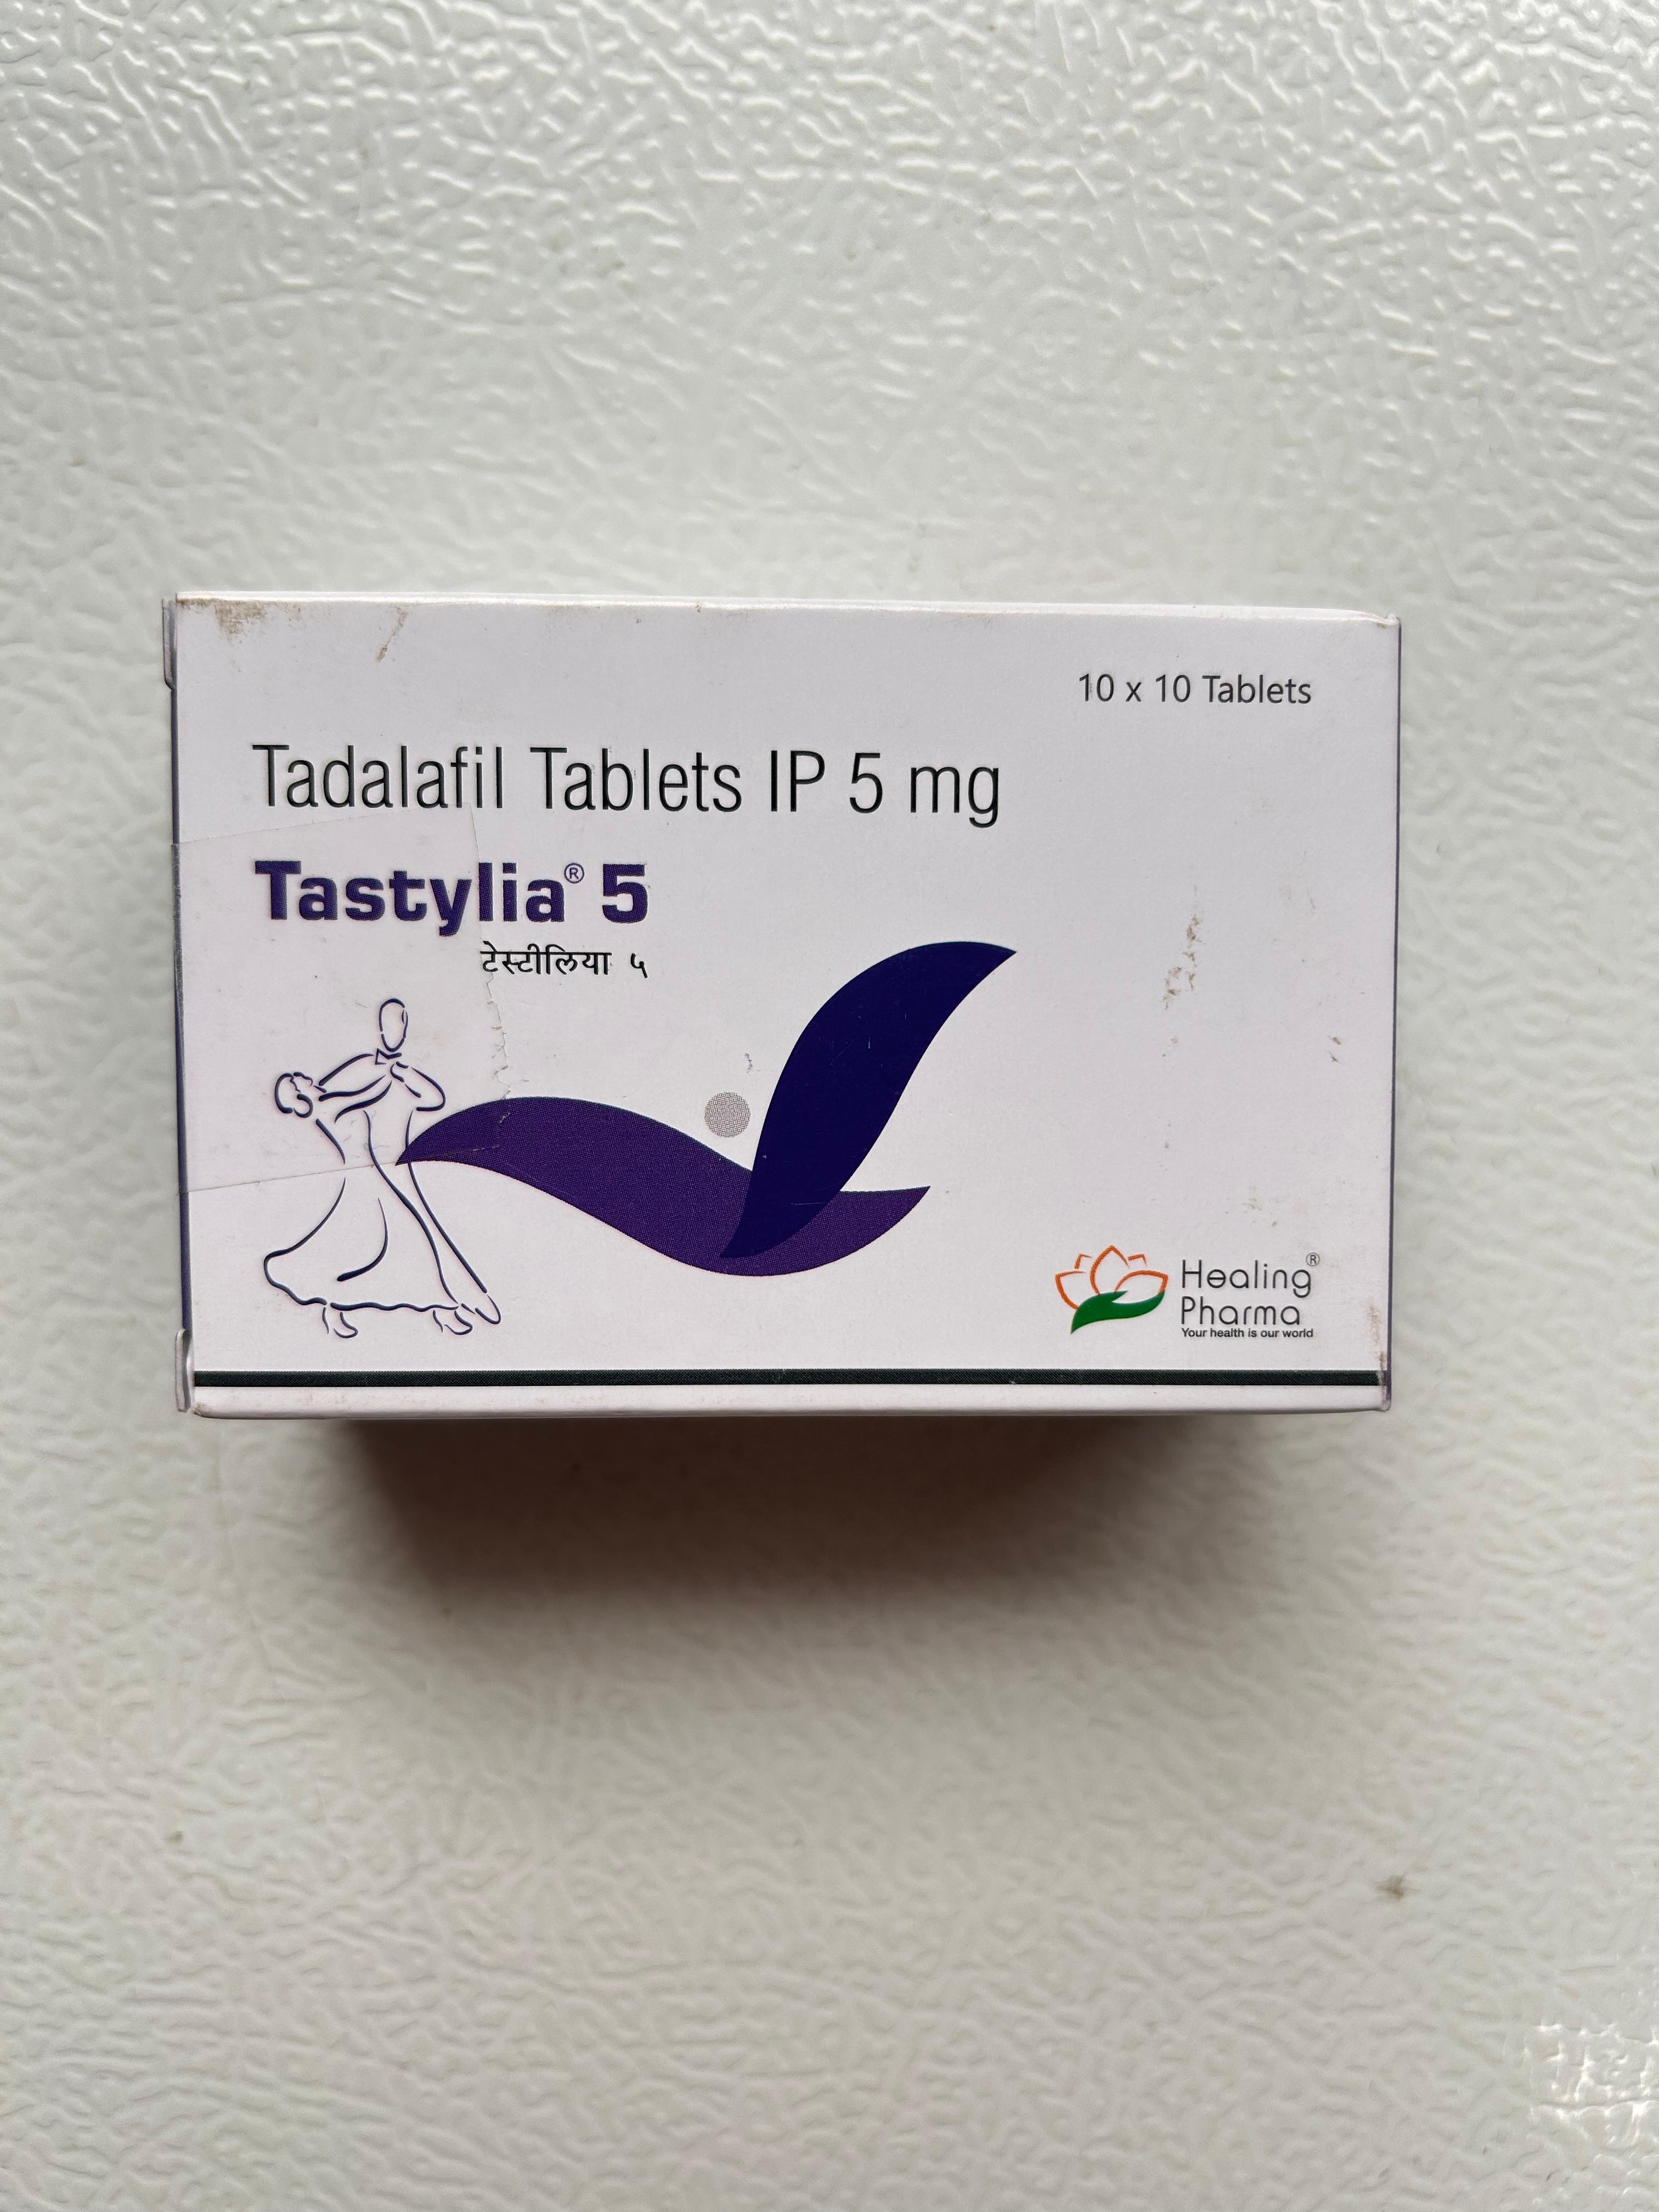 10 x 10 Tablets
Tadalafil Tablets IP 5 mg
Tastylia® 5
टेस्टीलिया ५
Healing®
Pharma
Your health is our world